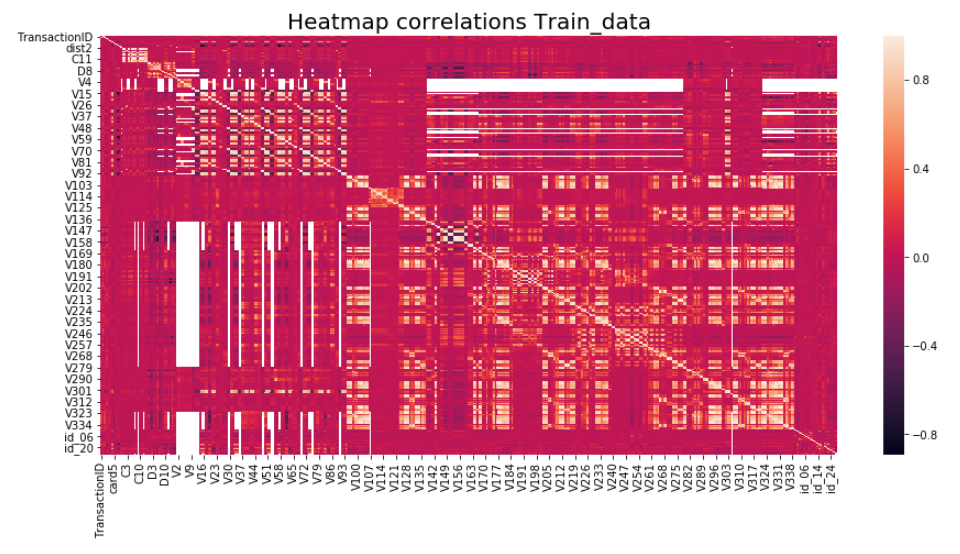 Heatmap correlations Train_data
TransactionID
dist2
C11
D8
V4
V15
V26
V37
V48
V59
V70
V81
V92
V103
V114
V125
V136
V147
V158
V169
V180
V191
V202
V213
V224
V235
V246
V257
V268
V279
V290
V301
V312
V323
V334
id_06
id_20
TransactionID
card5
C3
C10
D3
D10
V2
V9
V16
V23
V30
V37
V44
V51
V58
V65
V72
V79
V86
V93
V100
V107
V114
V121
V128
V135
V142
V149
V156
V163
V170
V177
V184
V191
V198
V205
V212
V219
V226
V233
V240
V247
V254
V261
V268
V275
V282
V289
V296
V303
V310
V317
V324
V331
V338
id_06
id_14
id_24
0.8
0.4
0.0
−0.4
−0.8